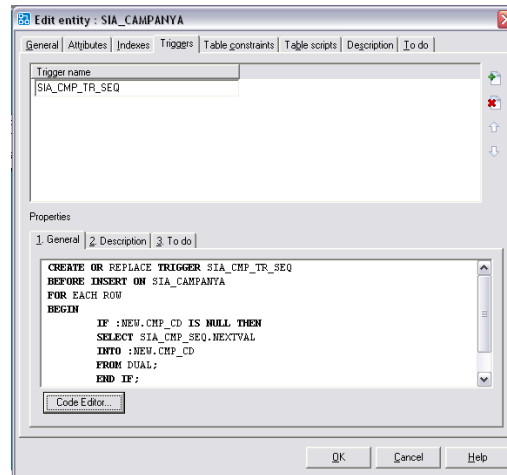 Edit entity : SIA_CAMPANYA
General Attributes Indexes Triggers Table constraints Table scripts Description To do
Trigger name
SIA_CMP_TR_SEQ
Properties
1. General 2. Description 3. To do
CREATE OR REPLACE TRIGGER SIA_CMP_TR_SEQ
BEFORE INSERT ON SIA_CAMPANYA
FOR EACH ROW
BEGIN
IF :NEW.CMP_CD IS NULL THEN
SELECT SIA_CMP_SEQ.NEXTVAL
INTO :NEW.CMP_CD
FROM DUAL;
END IF;
Code Editor...
OK Cancel Help